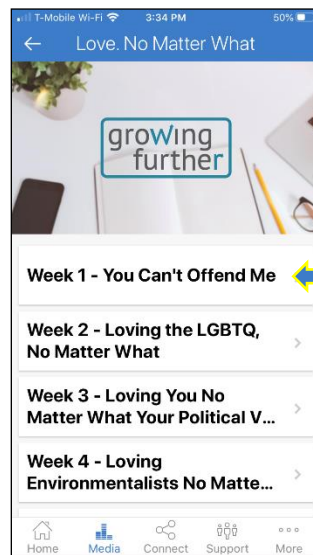 T-Mobile Wi-Fi 3:34 PM 50%
Love. No Matter What
growing
further
Week 1 - You Can't Offend Me
Week 2 - Loving the LGBTQ,
No Matter What
Week 3 - Loving You No
Matter What Your Political V...
Week 4 - Loving
Environmentalists No Matte...
Home Media Connect Support More